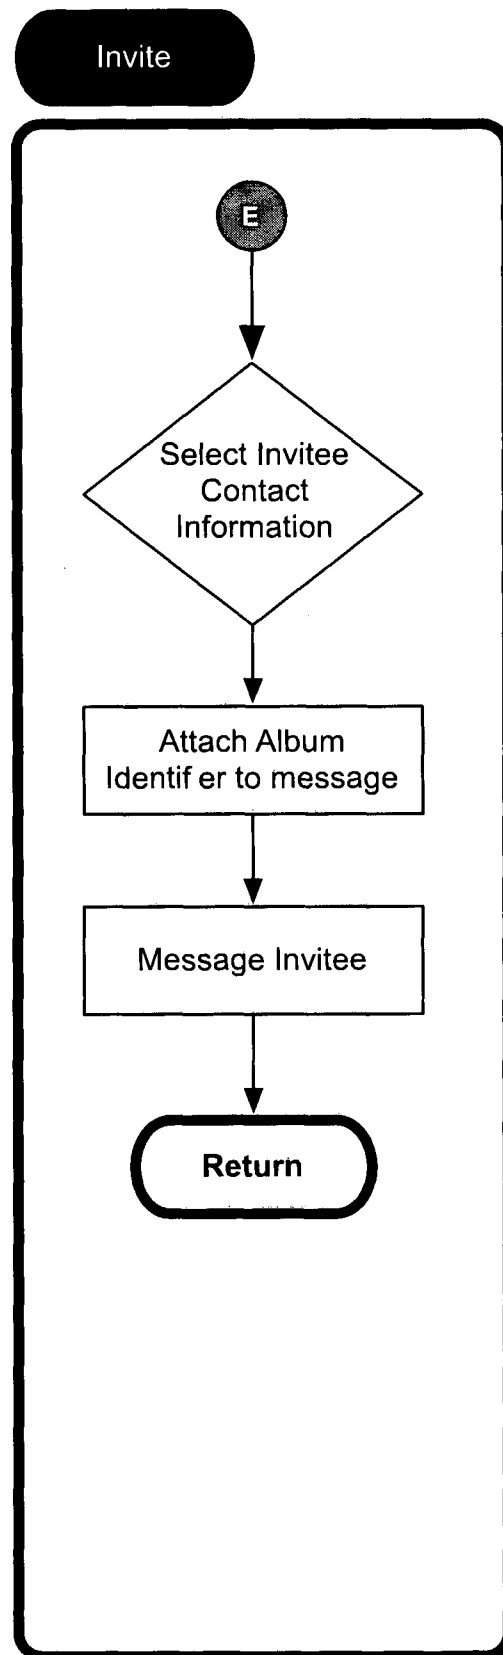 Invite
E
Select Invitee
Contact
Information
Attach Album
Identif er to message
Message Invitee
Return